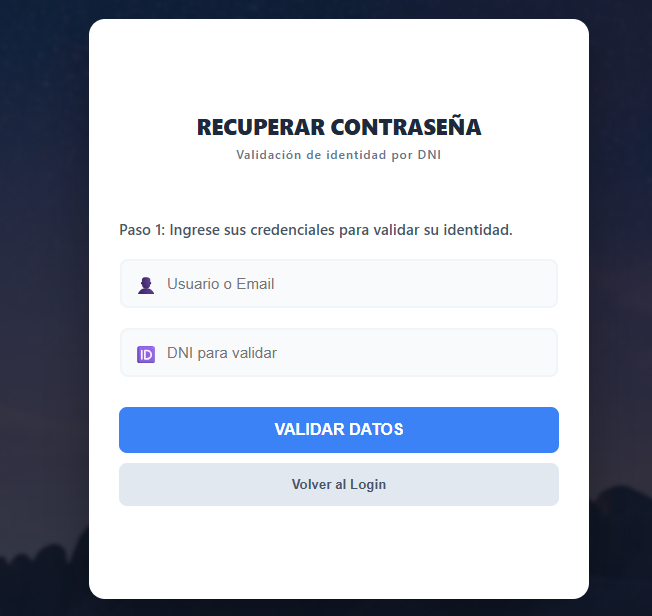 RECUPERAR CONTRASEÑA
Validación de identidad por DNI
Paso 1: Ingrese sus credenciales para validar su identidad.
Usuario o Email
ID DNI para validar
VALIDAR DATOS
Volver al Login